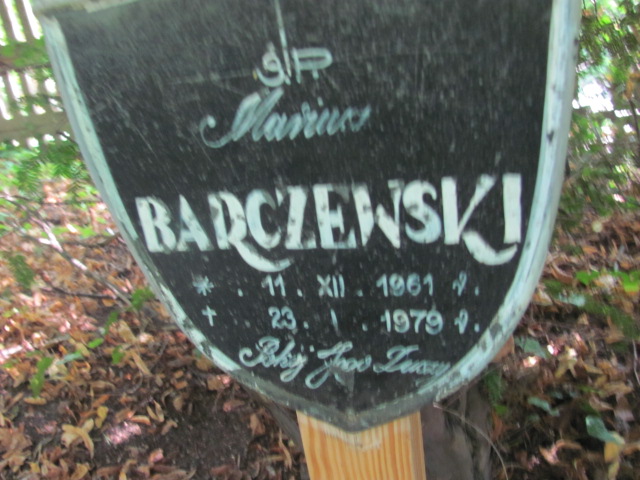 ŚP
Mariusz
BARCZEWSKI
* . 11 . XII . 1961 r.
† . 23 . I . 1979 r.
Pokój Jego Duszy